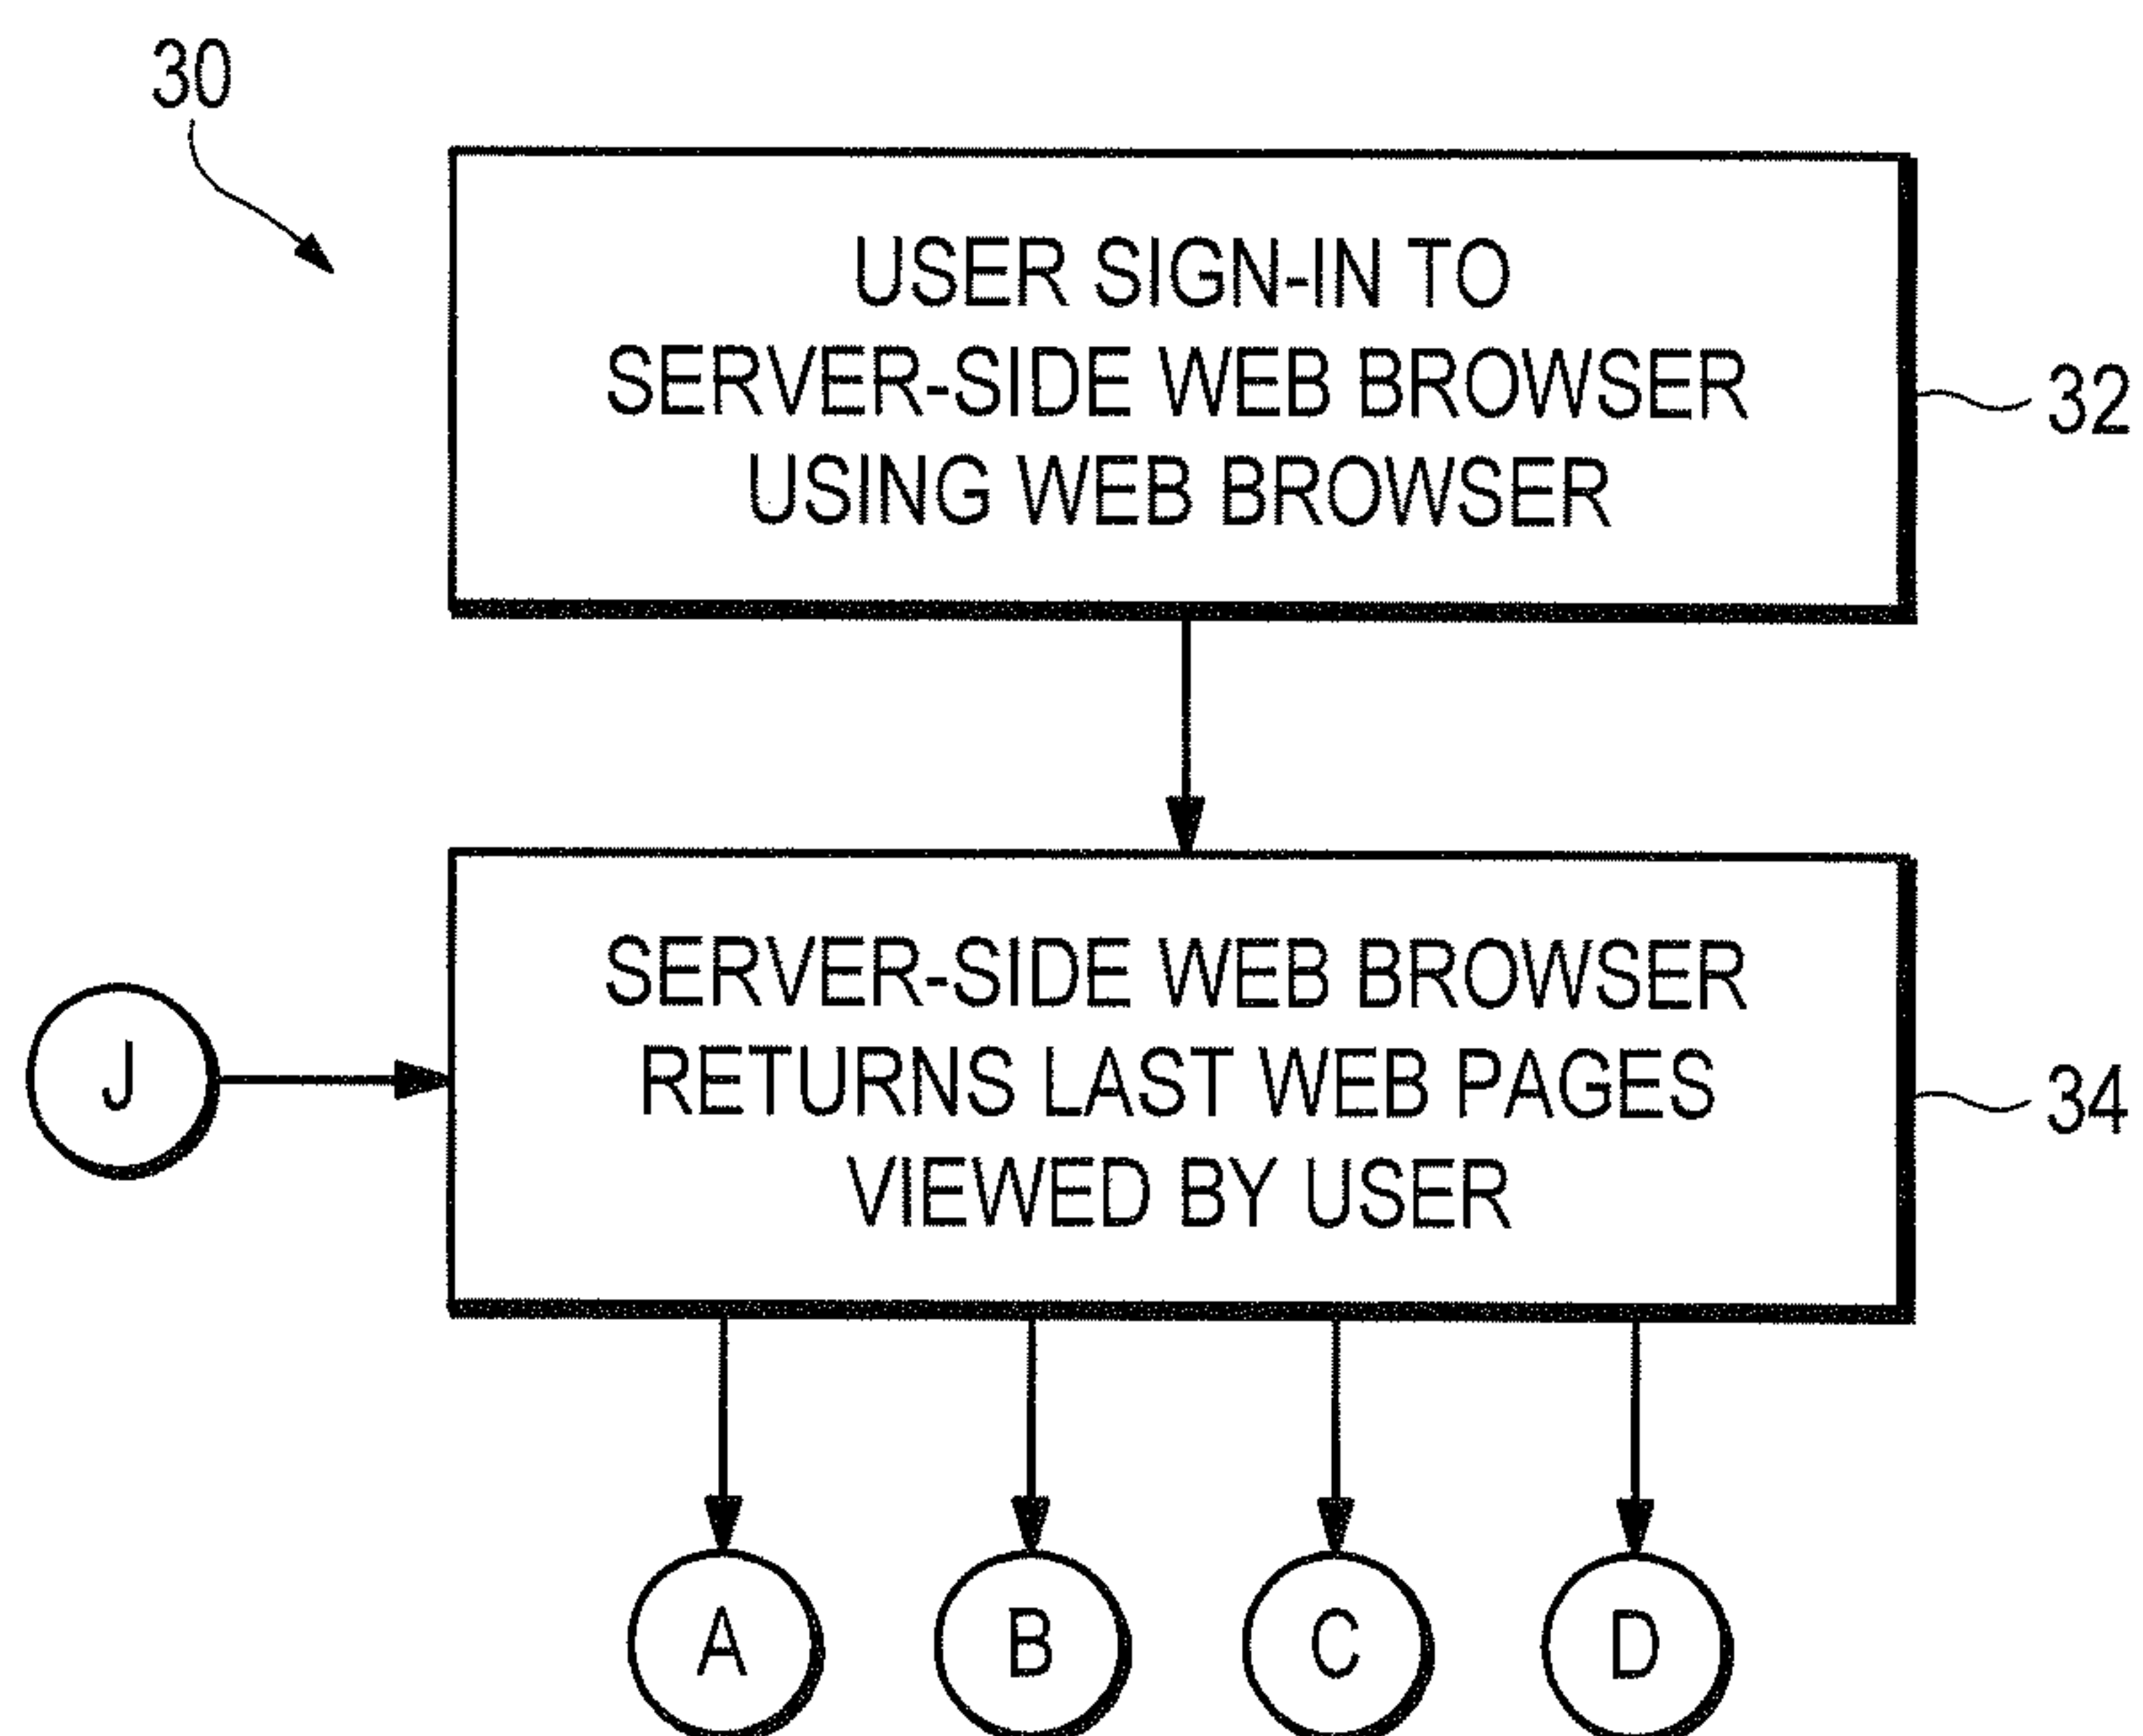 30
USER SIGN-IN TO
SERVER-SIDE WEB BROWSER
USING WEB BROWSER
32
SERVER-SIDE WEB BROWSER
RETURNS LAST WEB PAGES
VIEWED BY USER
34
J
A
B
C
D